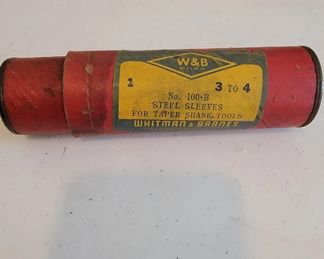 W&B
1 3 TO 4
No. 100-B
STEEL SLEEVES
FOR TAPER SHANK TOOLS
WHITMAN & BARNES